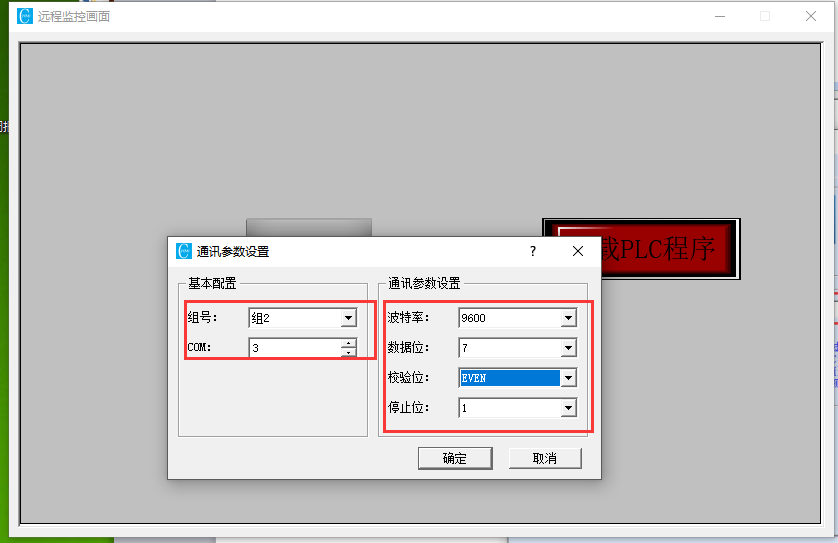 远程监控画面
载PLC程序
通讯参数设置
?
基本配置
组号：
组2
COM:
3
通讯参数设置
波特率：
9600
数据位：
7
校验位：
EVEN
停止位：
1
确定
取消